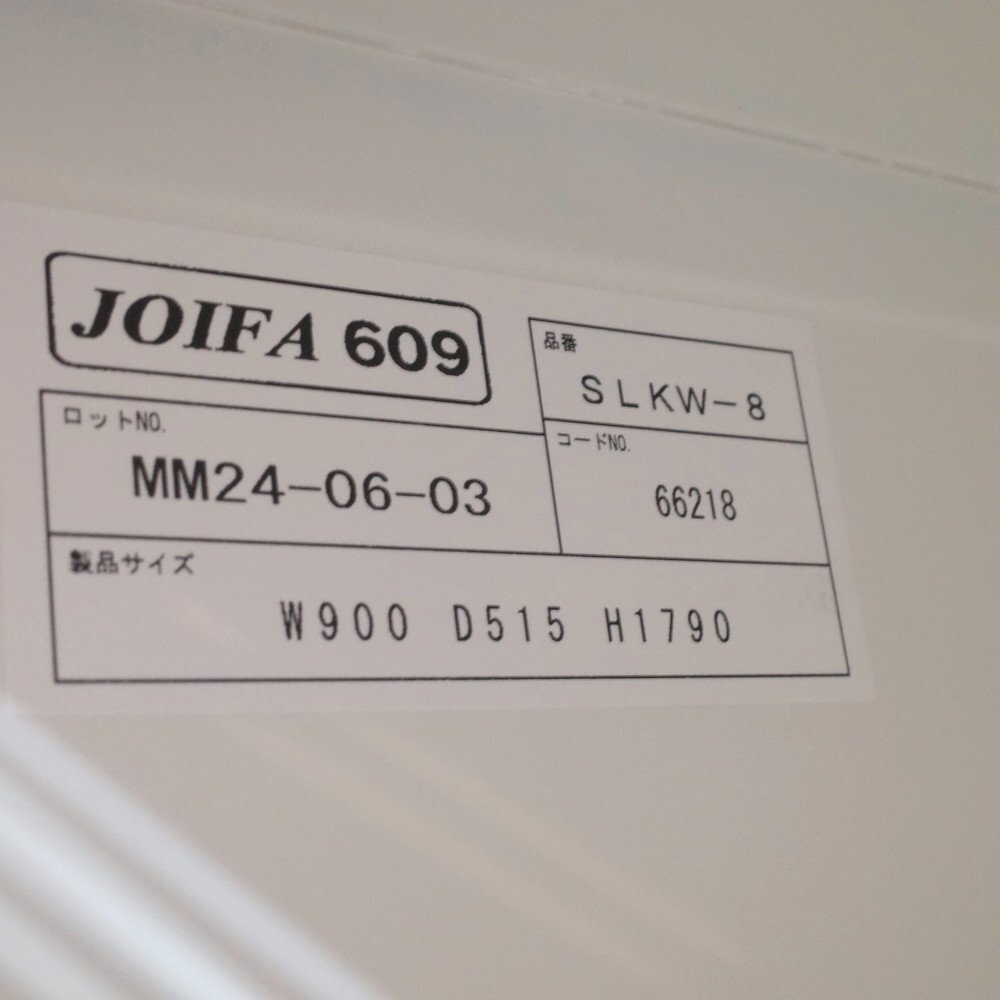 JOIFA 609
品番
SLKW-8
ロットNO.
MM24-06-03
コードNO.
66218
製品サイズ
W900 D515 H1790